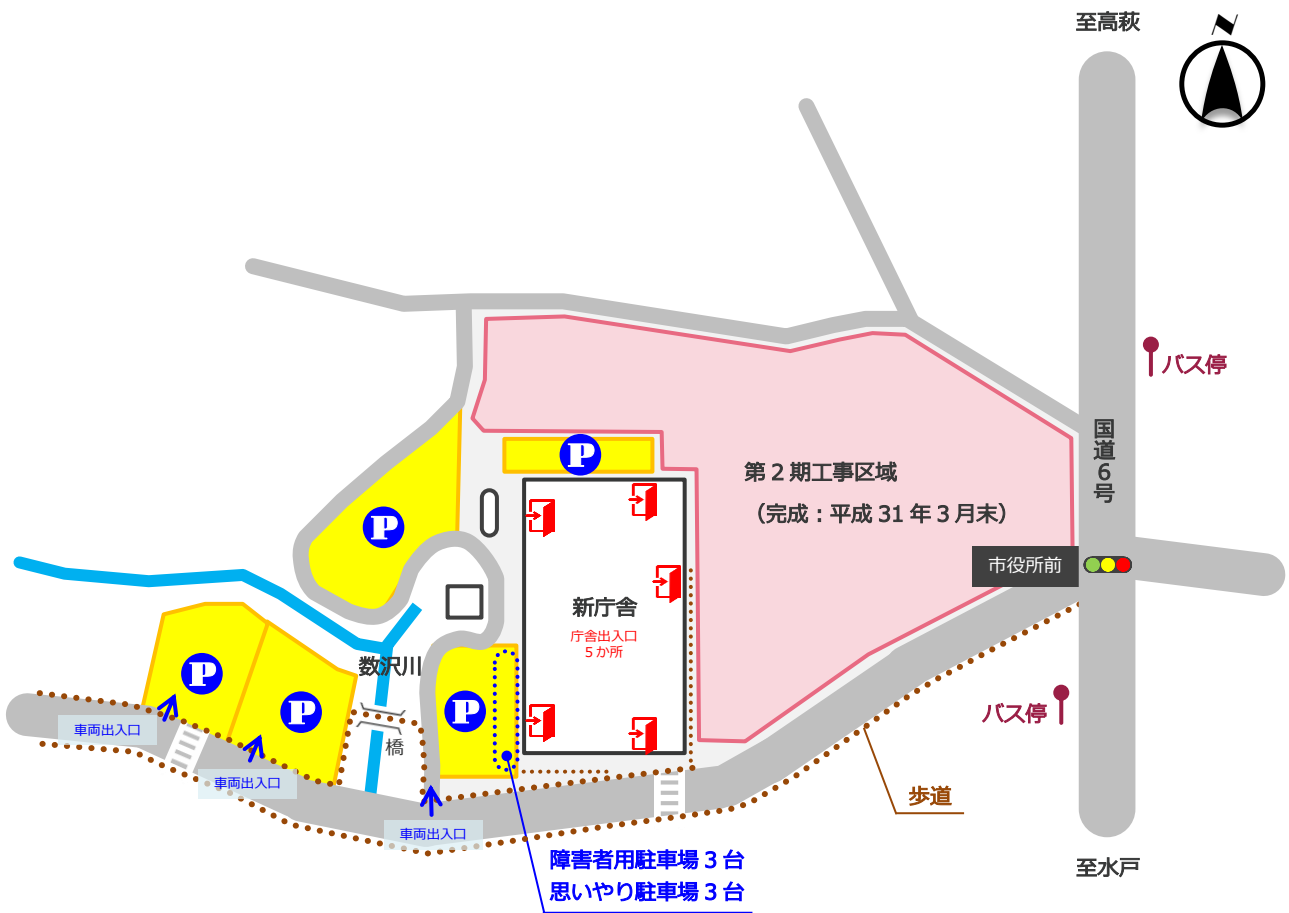 至高萩
バス停
国道6号
第2期工事区域
（完成：平成31年3月末）
P
P
市役所前
新庁舎
庁舎出入口
5か所
数沢川
P
P
P
バス停
車両出入口
橋
車両出入口
歩道
車両出入口
障害者用駐車場3台
思いやり駐車場3台
至水戸